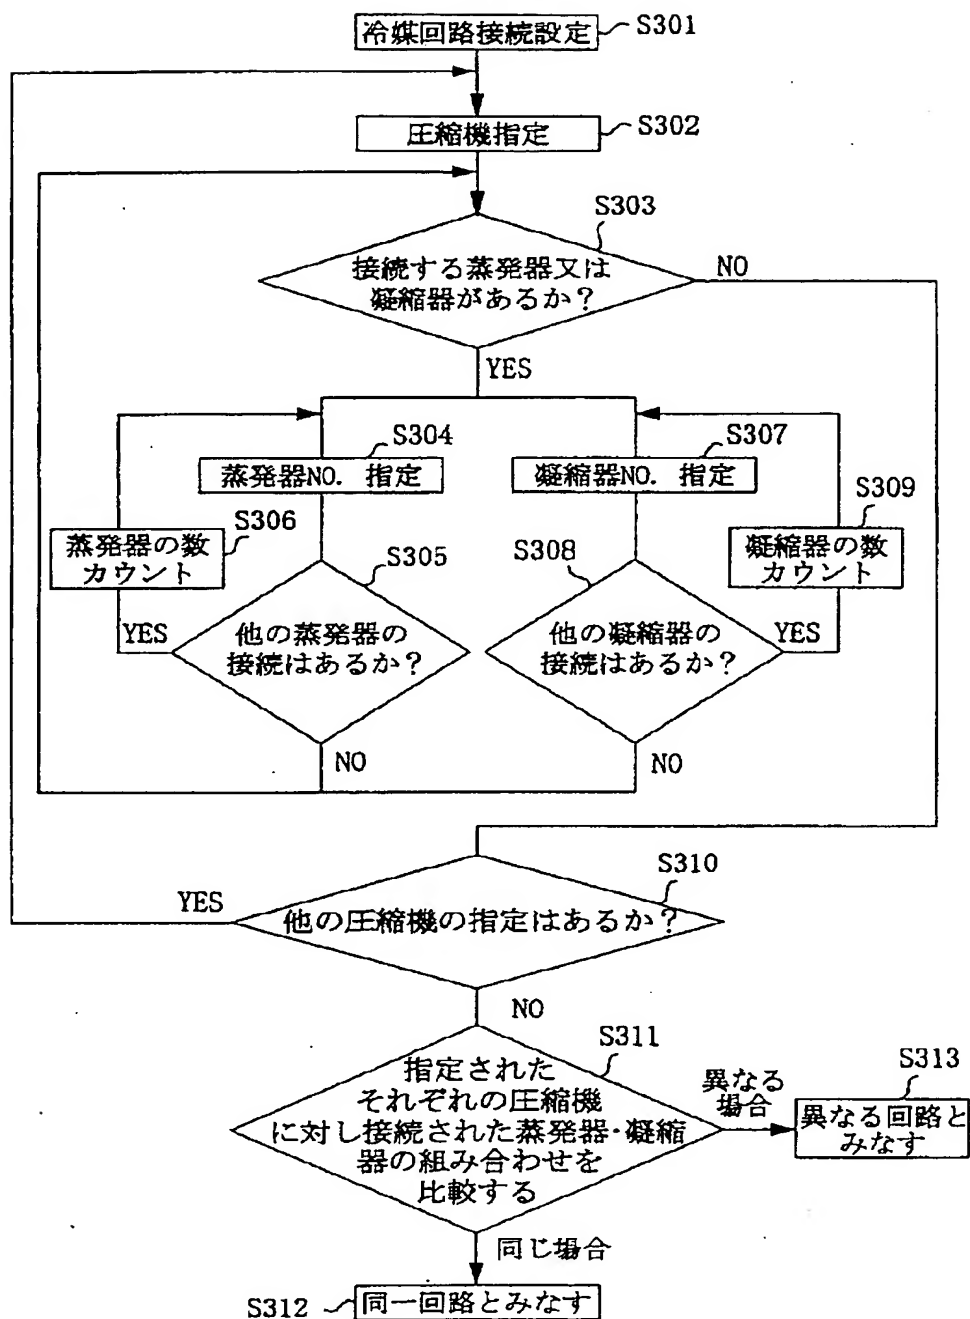 冷媒回路接続設定
S301
圧縮機指定
S302
S303
接続する蒸発器又は
凝縮器があるか？
NO
YES
S304
蒸発器NO. 指定
S307
凝縮器NO. 指定
S306
蒸発器の数
カウント
S305
他の蒸発器の
接続はあるか？
YES
NO
S308
他の凝縮器の
接続はあるか？
YES
NO
S309
凝縮器の数
カウント
S310
他の圧縮機の指定はあるか？
YES
NO
S311
指定された
それぞれの圧縮機
に対し接続された蒸発器・凝縮
器の組み合わせを
比較する
異なる
場合
S313
異なる回路と
みなす
同じ場合
S312
同一回路とみなす